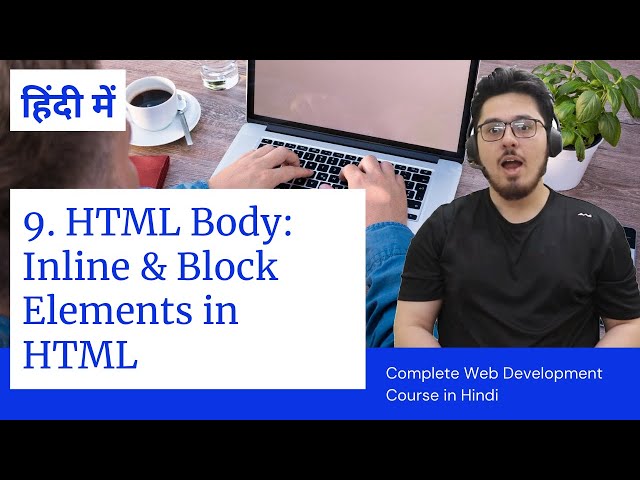 हिंदी में
9. HTML Body:
Inline & Block
Elements in
HTML
Complete Web Development
Course in Hindi